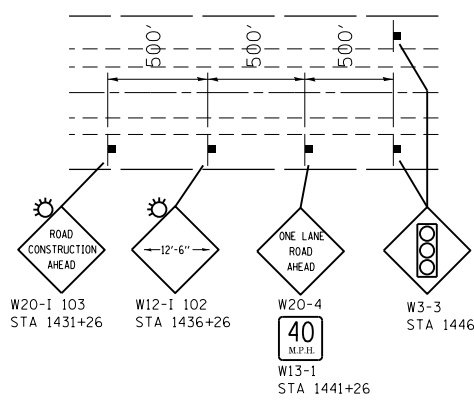 500'
500'
500'
ROAD
CONSTRUCTION
AHEAD
12'-6"
ONE LANE
ROAD
AHEAD
W20-I 103
STA 1431+26
W12-I 102
STA 1436+26
W20-4
40
M.P.H.
W13-1
STA 1441+26
W3-3
STA 1446